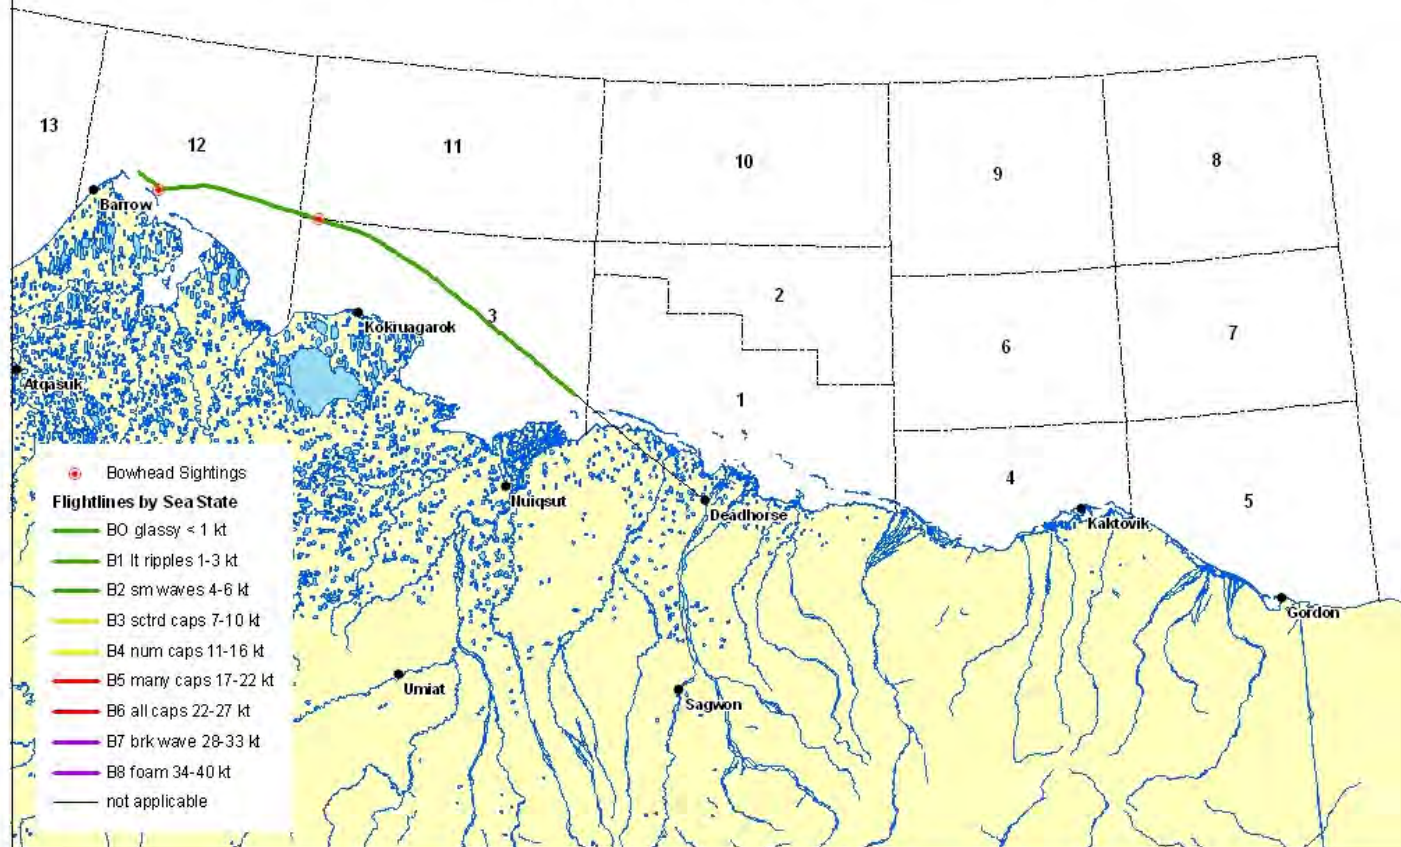 13
12
11
10
9
8
Barrow
2
3
Kokruagarok
7
6
Atqasuk
1
Bowhead Sightings
4
Flightlines by Sea State
Nuiqsut
5
Deadhorse
Kaktovik
B0 glassy < 1 kt
B1 lt ripples 1-3 kt
B2 sm waves 4-6 kt
Gordon
B3 sctrd caps 7-10 kt
B4 num caps 11-16 kt
B5 many caps 17-22 kt
Umiat
Sagwon
B6 all caps 22-27 kt
B7 brk wave 28-33 kt
B8 foam 34-40 kt
not applicable